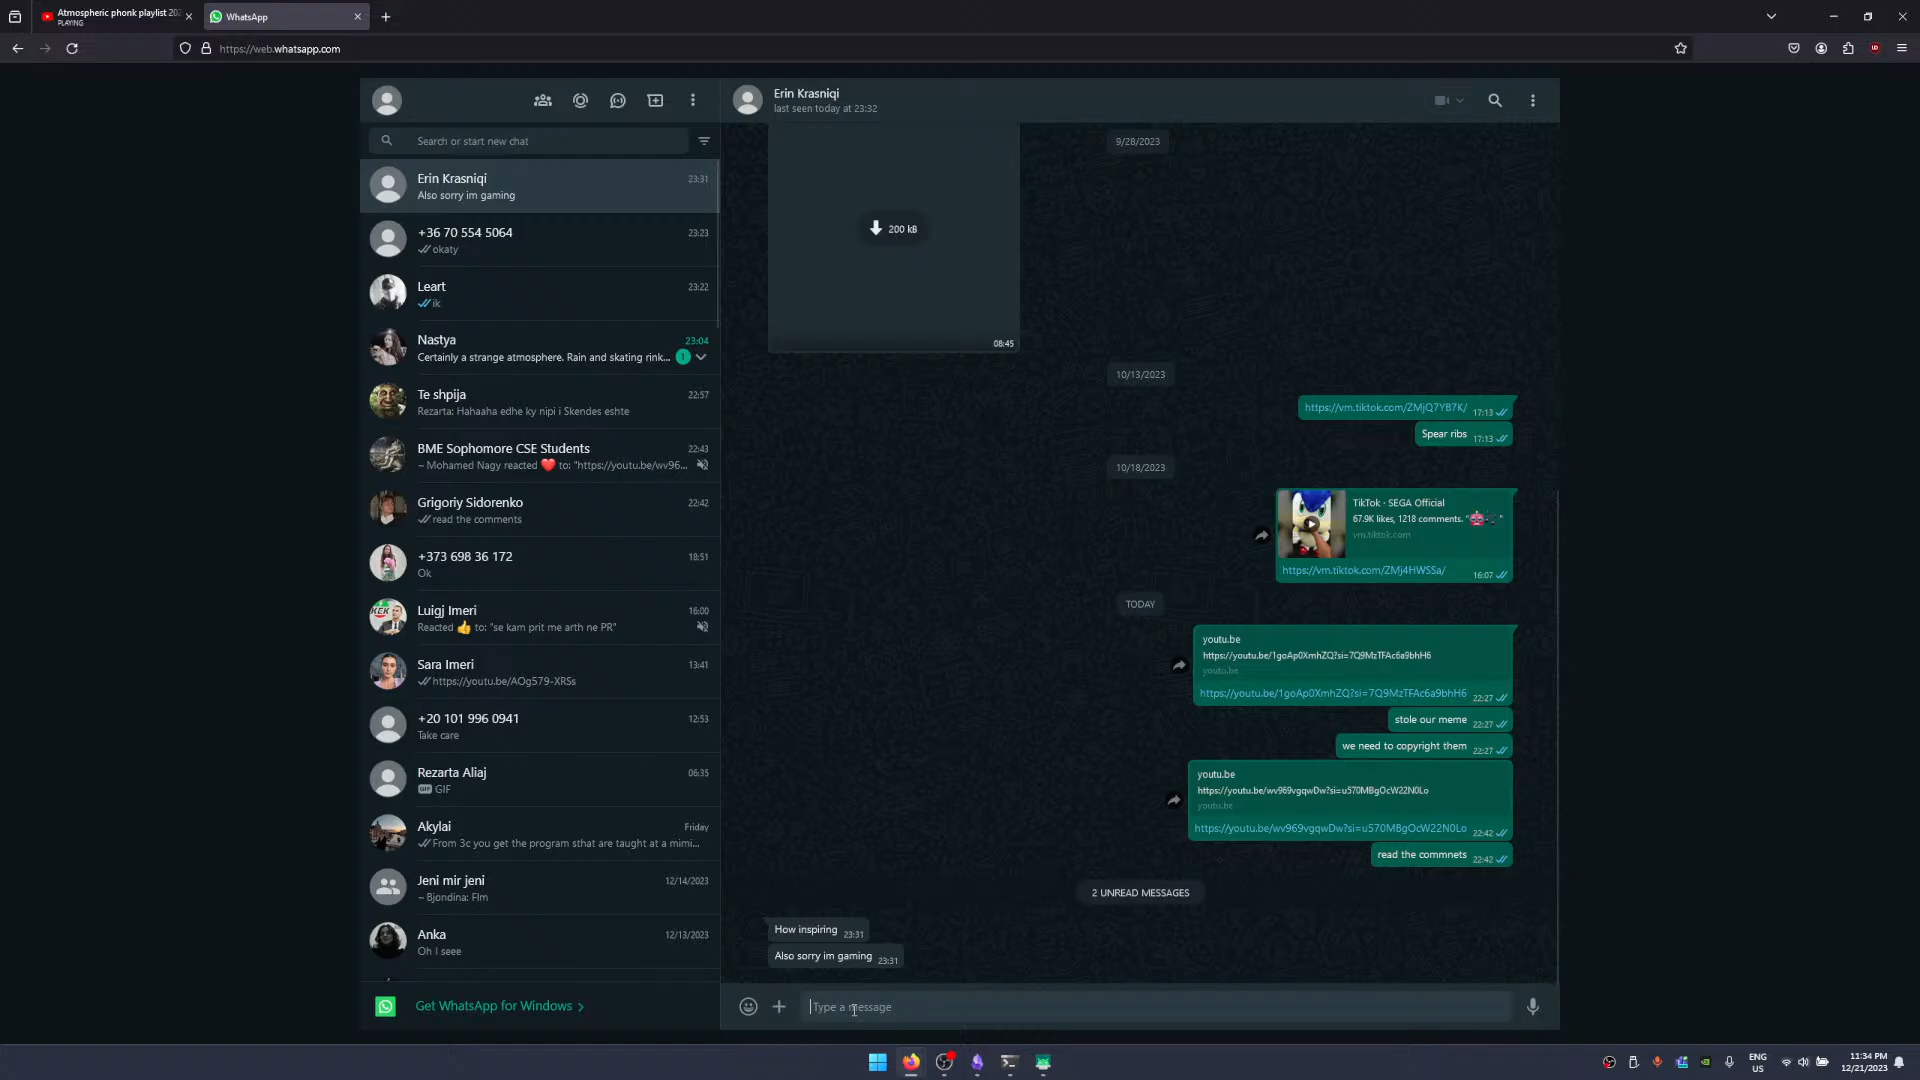 Atmospheric phonk playlist 202
PLAYING
WhatsApp
https://web.whatsapp.com
Erin Krasniqi
last seen today at 23:32
Search or start new chat
Erin Krasniqi 23:31
Also sorry im gaming
+36 70 554 5064 23:23
okaty
Leart 23:22
ik
Nastya 23:04
Certainly a strange atmosphere. Rain and skating rink... 1
Te shpija 22:57
Rezarta: Hahaaha edhe ky nipi i Skendes eshte
BME Sophomore CSE Students 22:43
~ Mohamed Nagy reacted ❤️ to: "https://youtu.be/wv96...
Grigoriy Sidorenko 22:42
read the comments
+373 698 36 172 18:51
Ok
Luigj Imeri 16:00
Reacted 👍 to: "se kam prit me arth ne PR"
Sara Imeri 13:41
https://youtu.be/AOg579-XRSs
+20 101 996 0941 12:53
Take care
Rezarta Aliaj 06:35
GIF GIF
Akylai Friday
From 3c you get the program sthat are taught at a mimi...
Jeni mir jeni 12/14/2023
~ Bjondina: Flm
Anka 12/13/2023
Oh I seee
Get WhatsApp for Windows
9/28/2023
200 kB
08:45
10/13/2023
https://vm.tiktok.com/ZMjQ7YB7K/ 17:13
Spear ribs 17:13
10/18/2023
TikTok · SEGA Official
67.9K likes, 1218 comments. "
vm.tiktok.com
https://vm.tiktok.com/ZMj4HWSSa/ 16:07
TODAY
youtu.be
https://youtu.be/1goAp0XmhZQ?si=7Q9MzTFAc6a9bhH6
youtu.be
https://youtu.be/1goAp0XmhZQ?si=7Q9MzTFAc6a9bhH6 22:27
stole our meme 22:27
we need to copyright them 22:27
youtu.be
https://youtu.be/wv969vgqwDw?si=u570MBgOcW22N0Lo
youtu.be
https://youtu.be/wv969vgqwDw?si=u570MBgOcW22N0Lo 22:42
read the commnets 22:42
2 UNREAD MESSAGES
How inspiring 23:31
Also sorry im gaming 23:31
Type a message
ENG
US
11:34 PM
12/21/2023